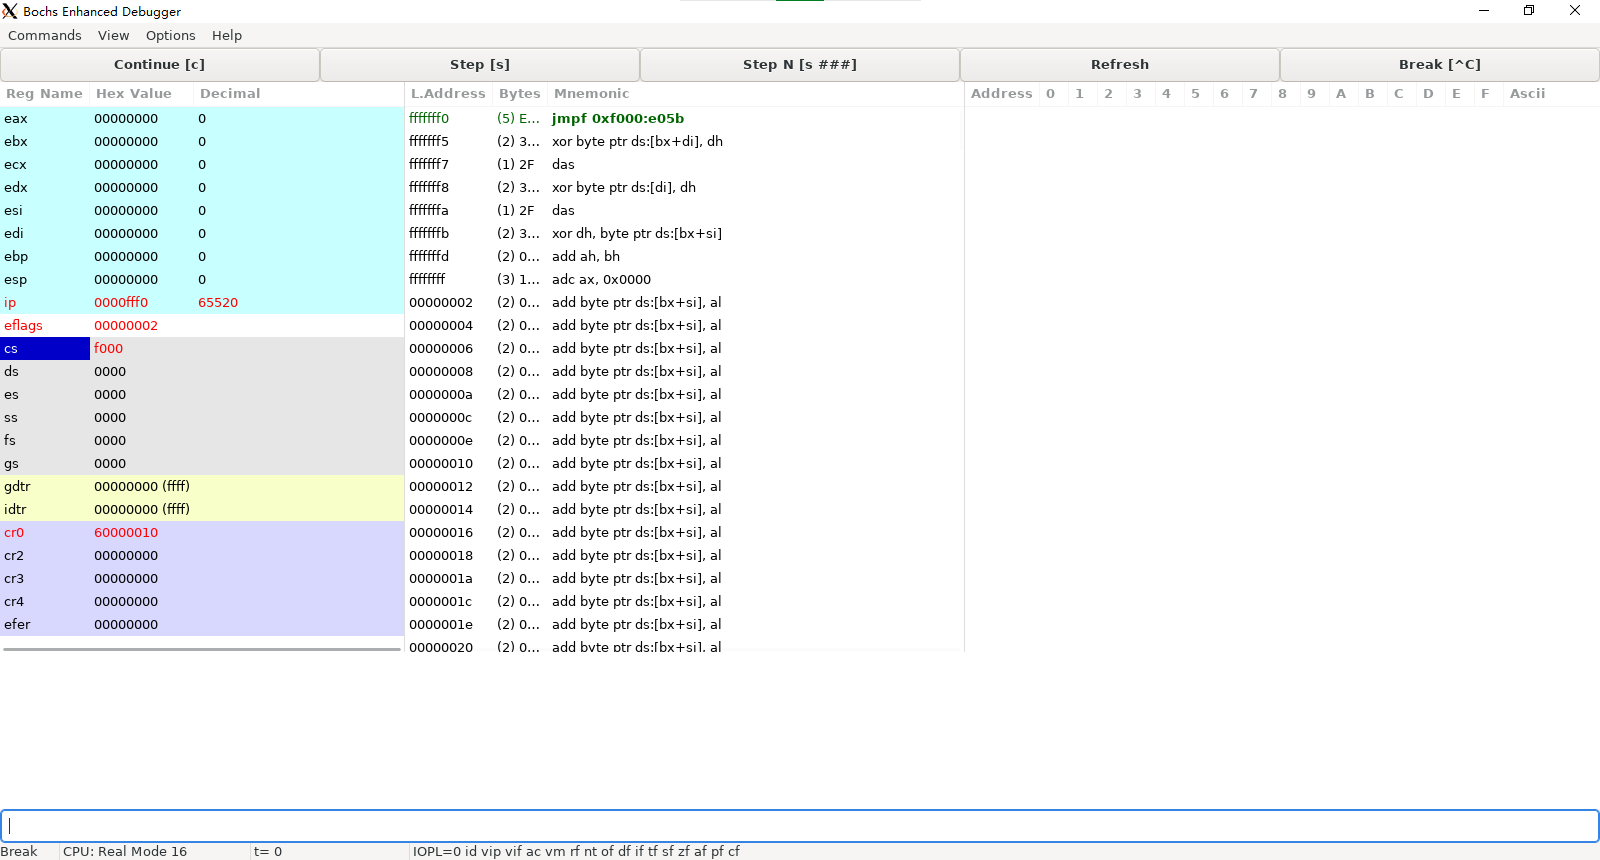 Bochs Enhanced Debugger
Commands View Options Help
Continue [c] Step [s] Step N [s ###] Refresh Break [^C]
Reg Name Hex Value Decimal L.Address Bytes Mnemonic Address 0 1 2 3 4 5 6 7 8 9 A B C D E F Ascii
eax 00000000 0 fffffff0 (5) E... jmpf 0xf000:e05b
ebx 00000000 0 fffffff5 (2) 3... xor byte ptr ds:[bx+di], dh
ecx 00000000 0 fffffff7 (1) 2F das
edx 00000000 0 fffffff8 (2) 3... xor byte ptr ds:[di], dh
esi 00000000 0 fffffffa (1) 2F das
edi 00000000 0 fffffffb (2) 3... xor dh, byte ptr ds:[bx+si]
ebp 00000000 0 fffffffd (2) 0... add ah, bh
esp 00000000 0 ffffffff (3) 1... adc ax, 0x0000
ip 0000fff0 65520 00000002 (2) 0... add byte ptr ds:[bx+si], al
eflags 00000002 00000004 (2) 0... add byte ptr ds:[bx+si], al
cs f000 00000006 (2) 0... add byte ptr ds:[bx+si], al
ds 0000 00000008 (2) 0... add byte ptr ds:[bx+si], al
es 0000 0000000a (2) 0... add byte ptr ds:[bx+si], al
ss 0000 0000000c (2) 0... add byte ptr ds:[bx+si], al
fs 0000 0000000e (2) 0... add byte ptr ds:[bx+si], al
gs 0000 00000010 (2) 0... add byte ptr ds:[bx+si], al
gdtr 00000000 (ffff) 00000012 (2) 0... add byte ptr ds:[bx+si], al
idtr 00000000 (ffff) 00000014 (2) 0... add byte ptr ds:[bx+si], al
cr0 60000010 00000016 (2) 0... add byte ptr ds:[bx+si], al
cr2 00000000 00000018 (2) 0... add byte ptr ds:[bx+si], al
cr3 00000000 0000001a (2) 0... add byte ptr ds:[bx+si], al
cr4 00000000 0000001c (2) 0... add byte ptr ds:[bx+si], al
efer 00000000 0000001e (2) 0... add byte ptr ds:[bx+si], al
00000020 (2) 0... add byte ptr ds:[bx+si], al
Break CPU: Real Mode 16 t= 0 IOPL=0 id vip vif ac vm rf nt of df if tf sf zf af pf cf